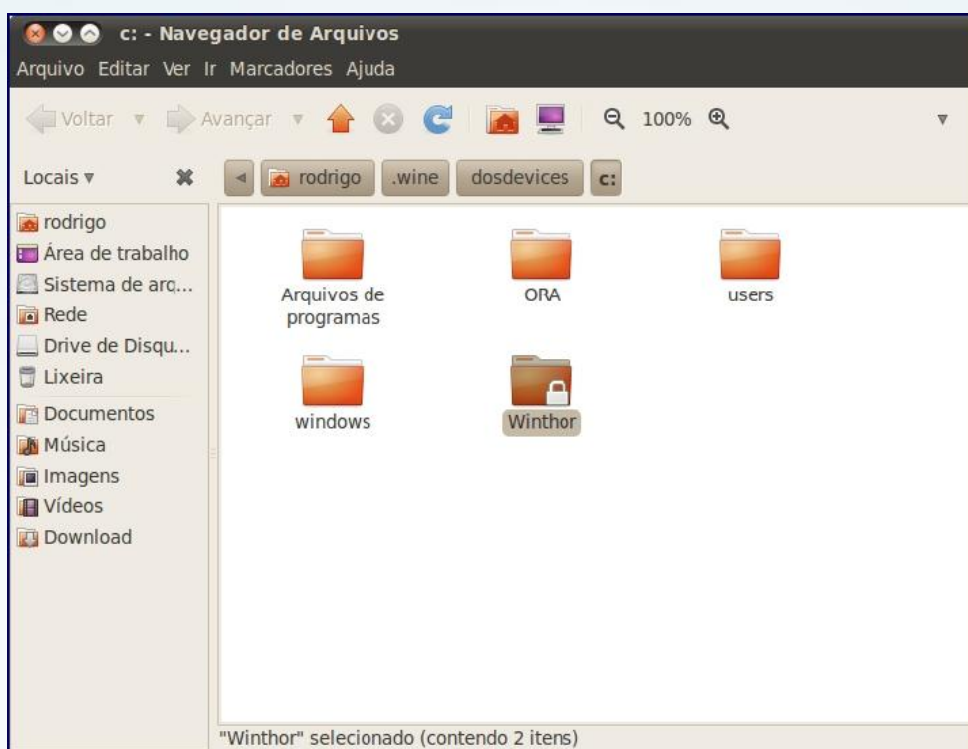 c: - Navegador de Arquivos
Arquivo Editar Ver Ir Marcadores Ajuda
Voltar Avançar 100%
Locais rodrigo .wine dosdevices c:
rodrigo
Área de trabalho
Sistema de arq...
Rede
Drive de Disqu...
Lixeira
Documentos
Música
Imagens
Vídeos
Download
Arquivos de
programas
ORA
users
windows
Winthor
"Winthor" selecionado (contendo 2 itens)